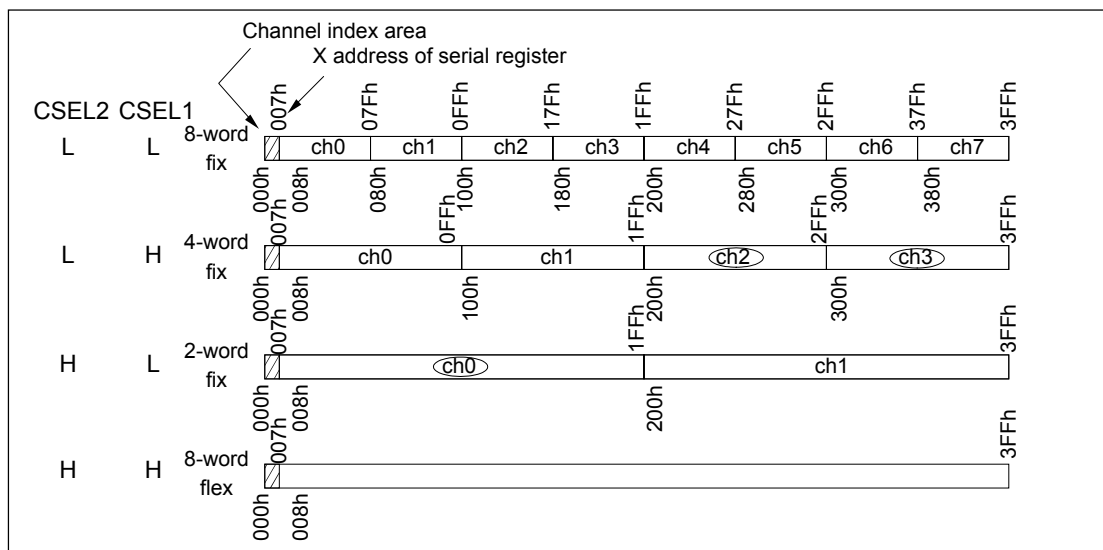 Channel index area
X address of serial register
CSEL2 CSEL1
007h 07Fh 0FFh 17Fh 1FFh 27Fh 2FFh 37Fh 3FFh
L L 8-word fix ch0 ch1 ch2 ch3 ch4 ch5 ch6 ch7
000h 008h 080h 100h 180h 200h 280h 300h 380h
007h 0FFh 1FFh 2FFh 3FFh
L H 4-word fix ch0 ch1 ch2 ch3
000h 008h 100h 200h 300h
007h 1FFh 3FFh
H L 2-word fix ch0 ch1
000h 008h 200h
007h 3FFh
H H 8-word flex
000h 008h